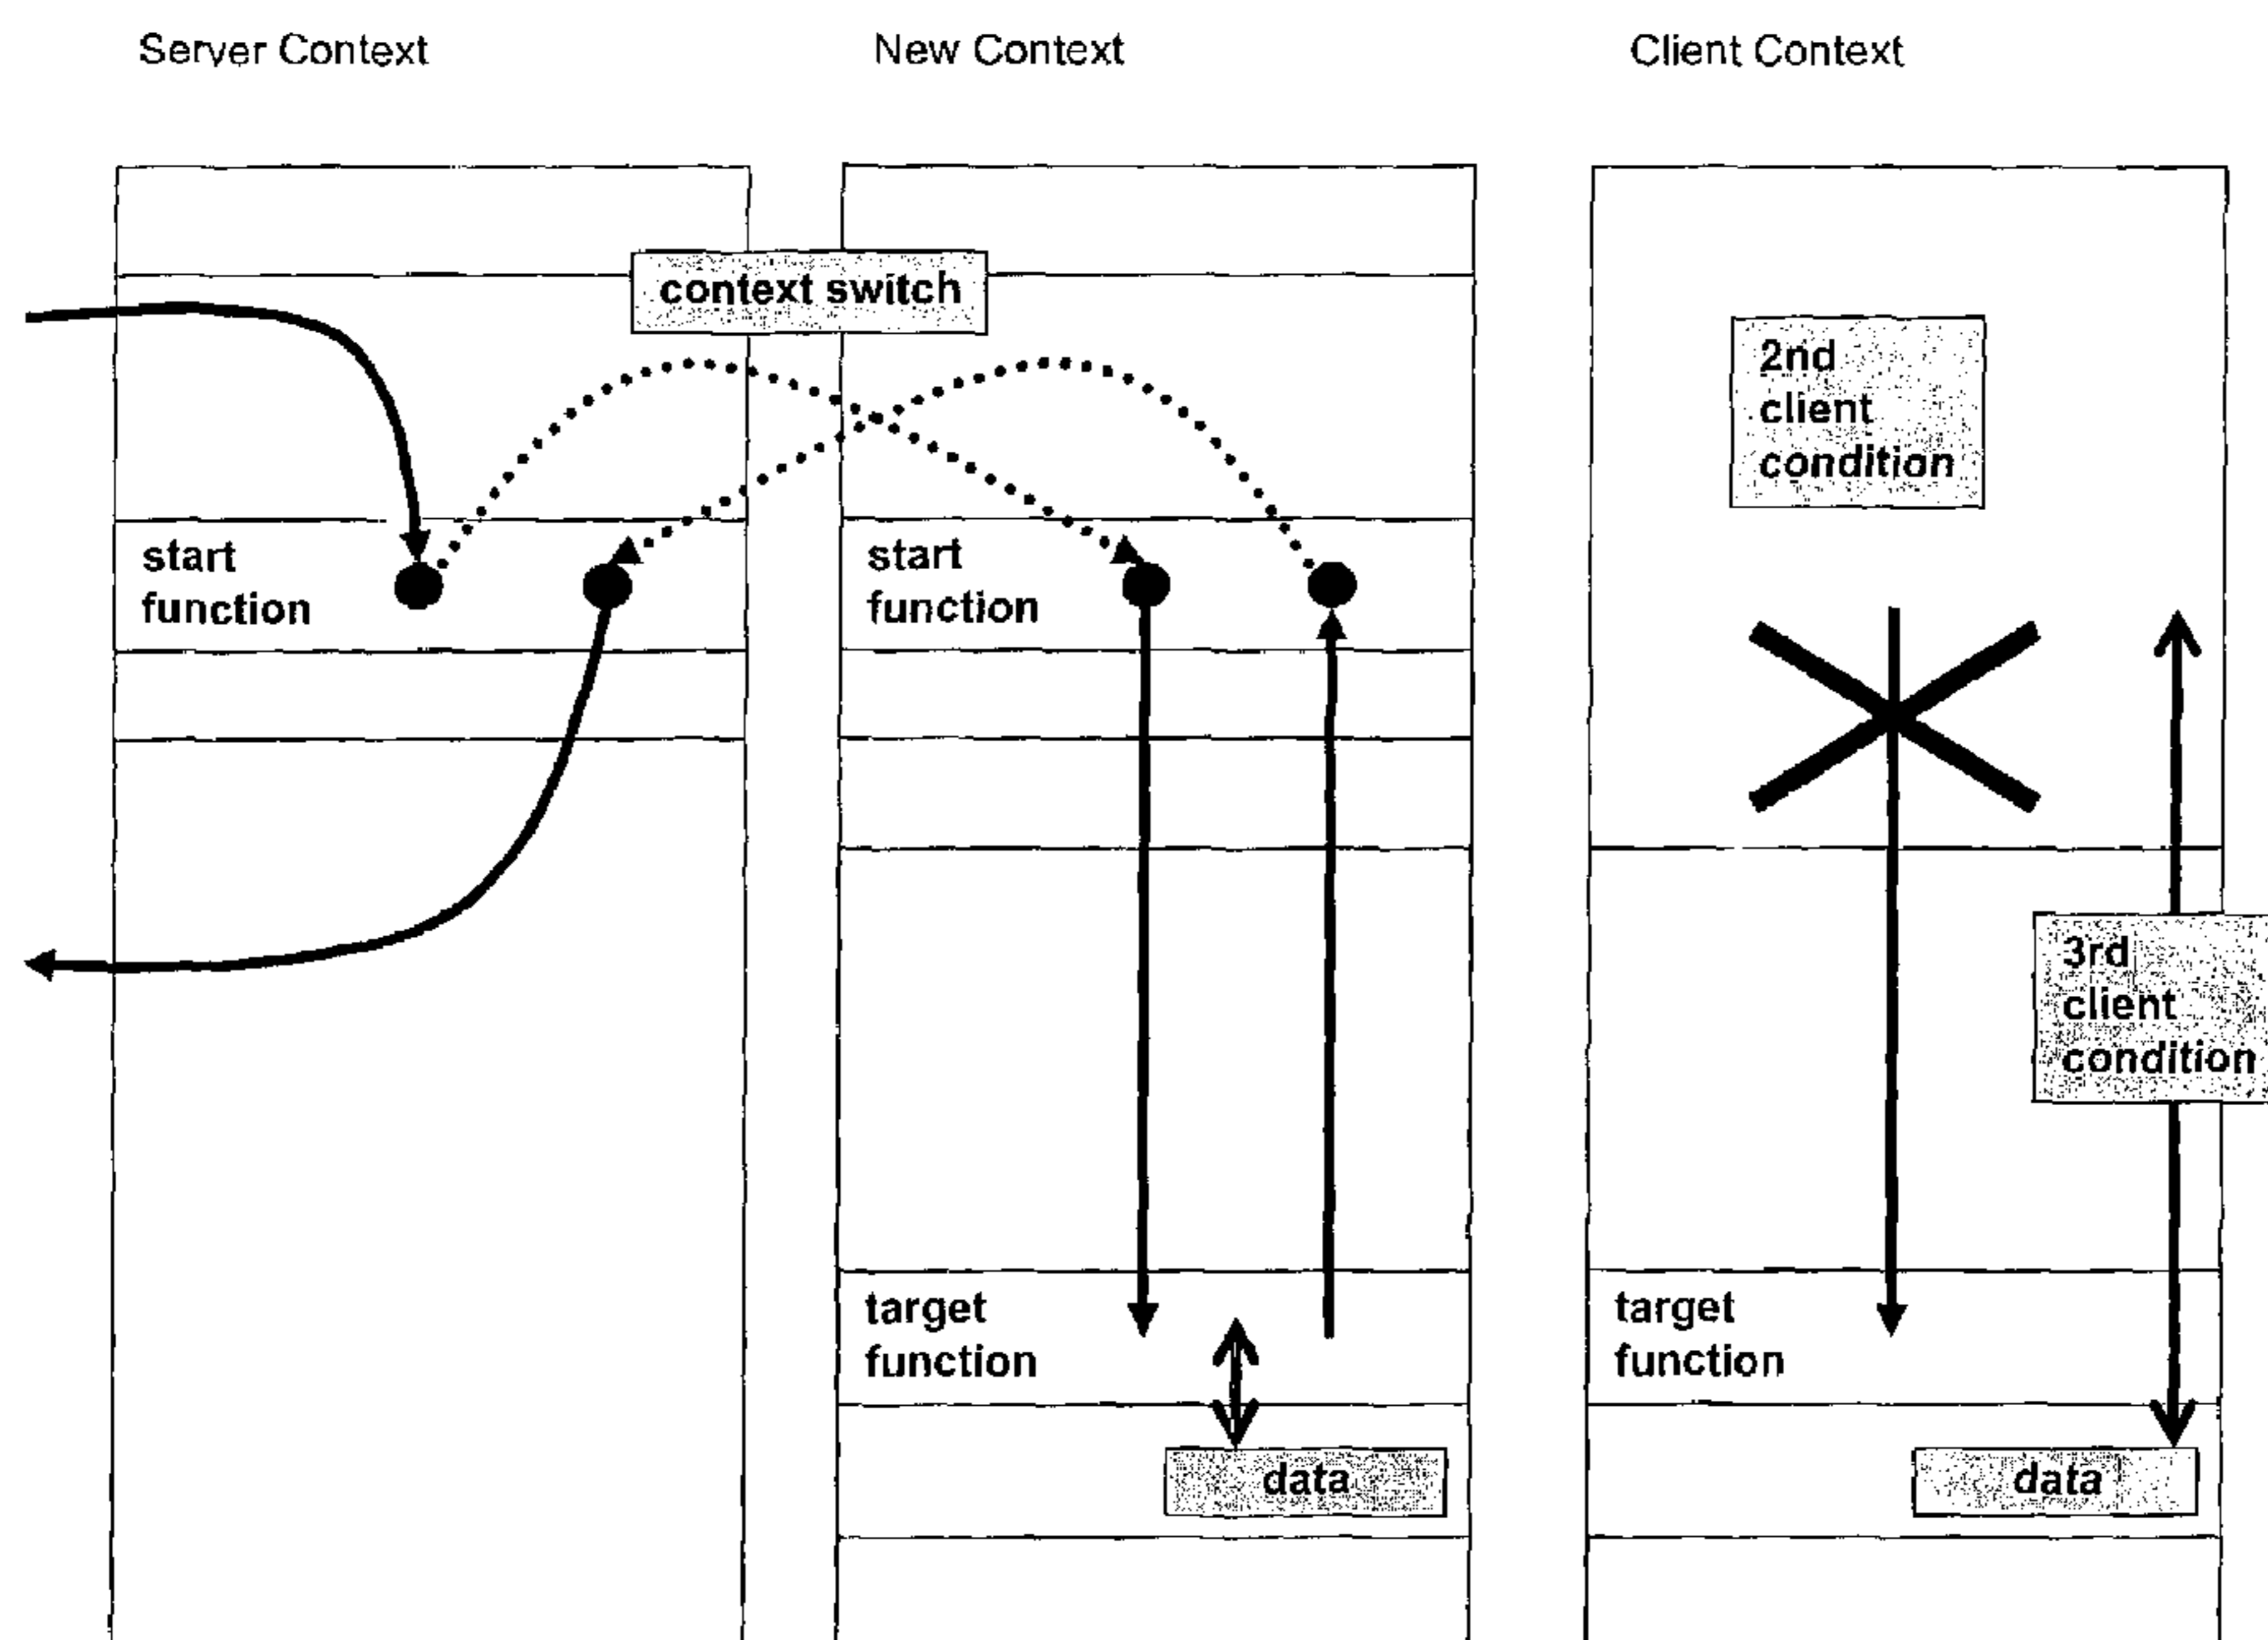 Server Context
New Context
Client Context
context switch
2nd
client
condition
start
function
start
function
3rd
client
condition
target
function
target
function
data
data